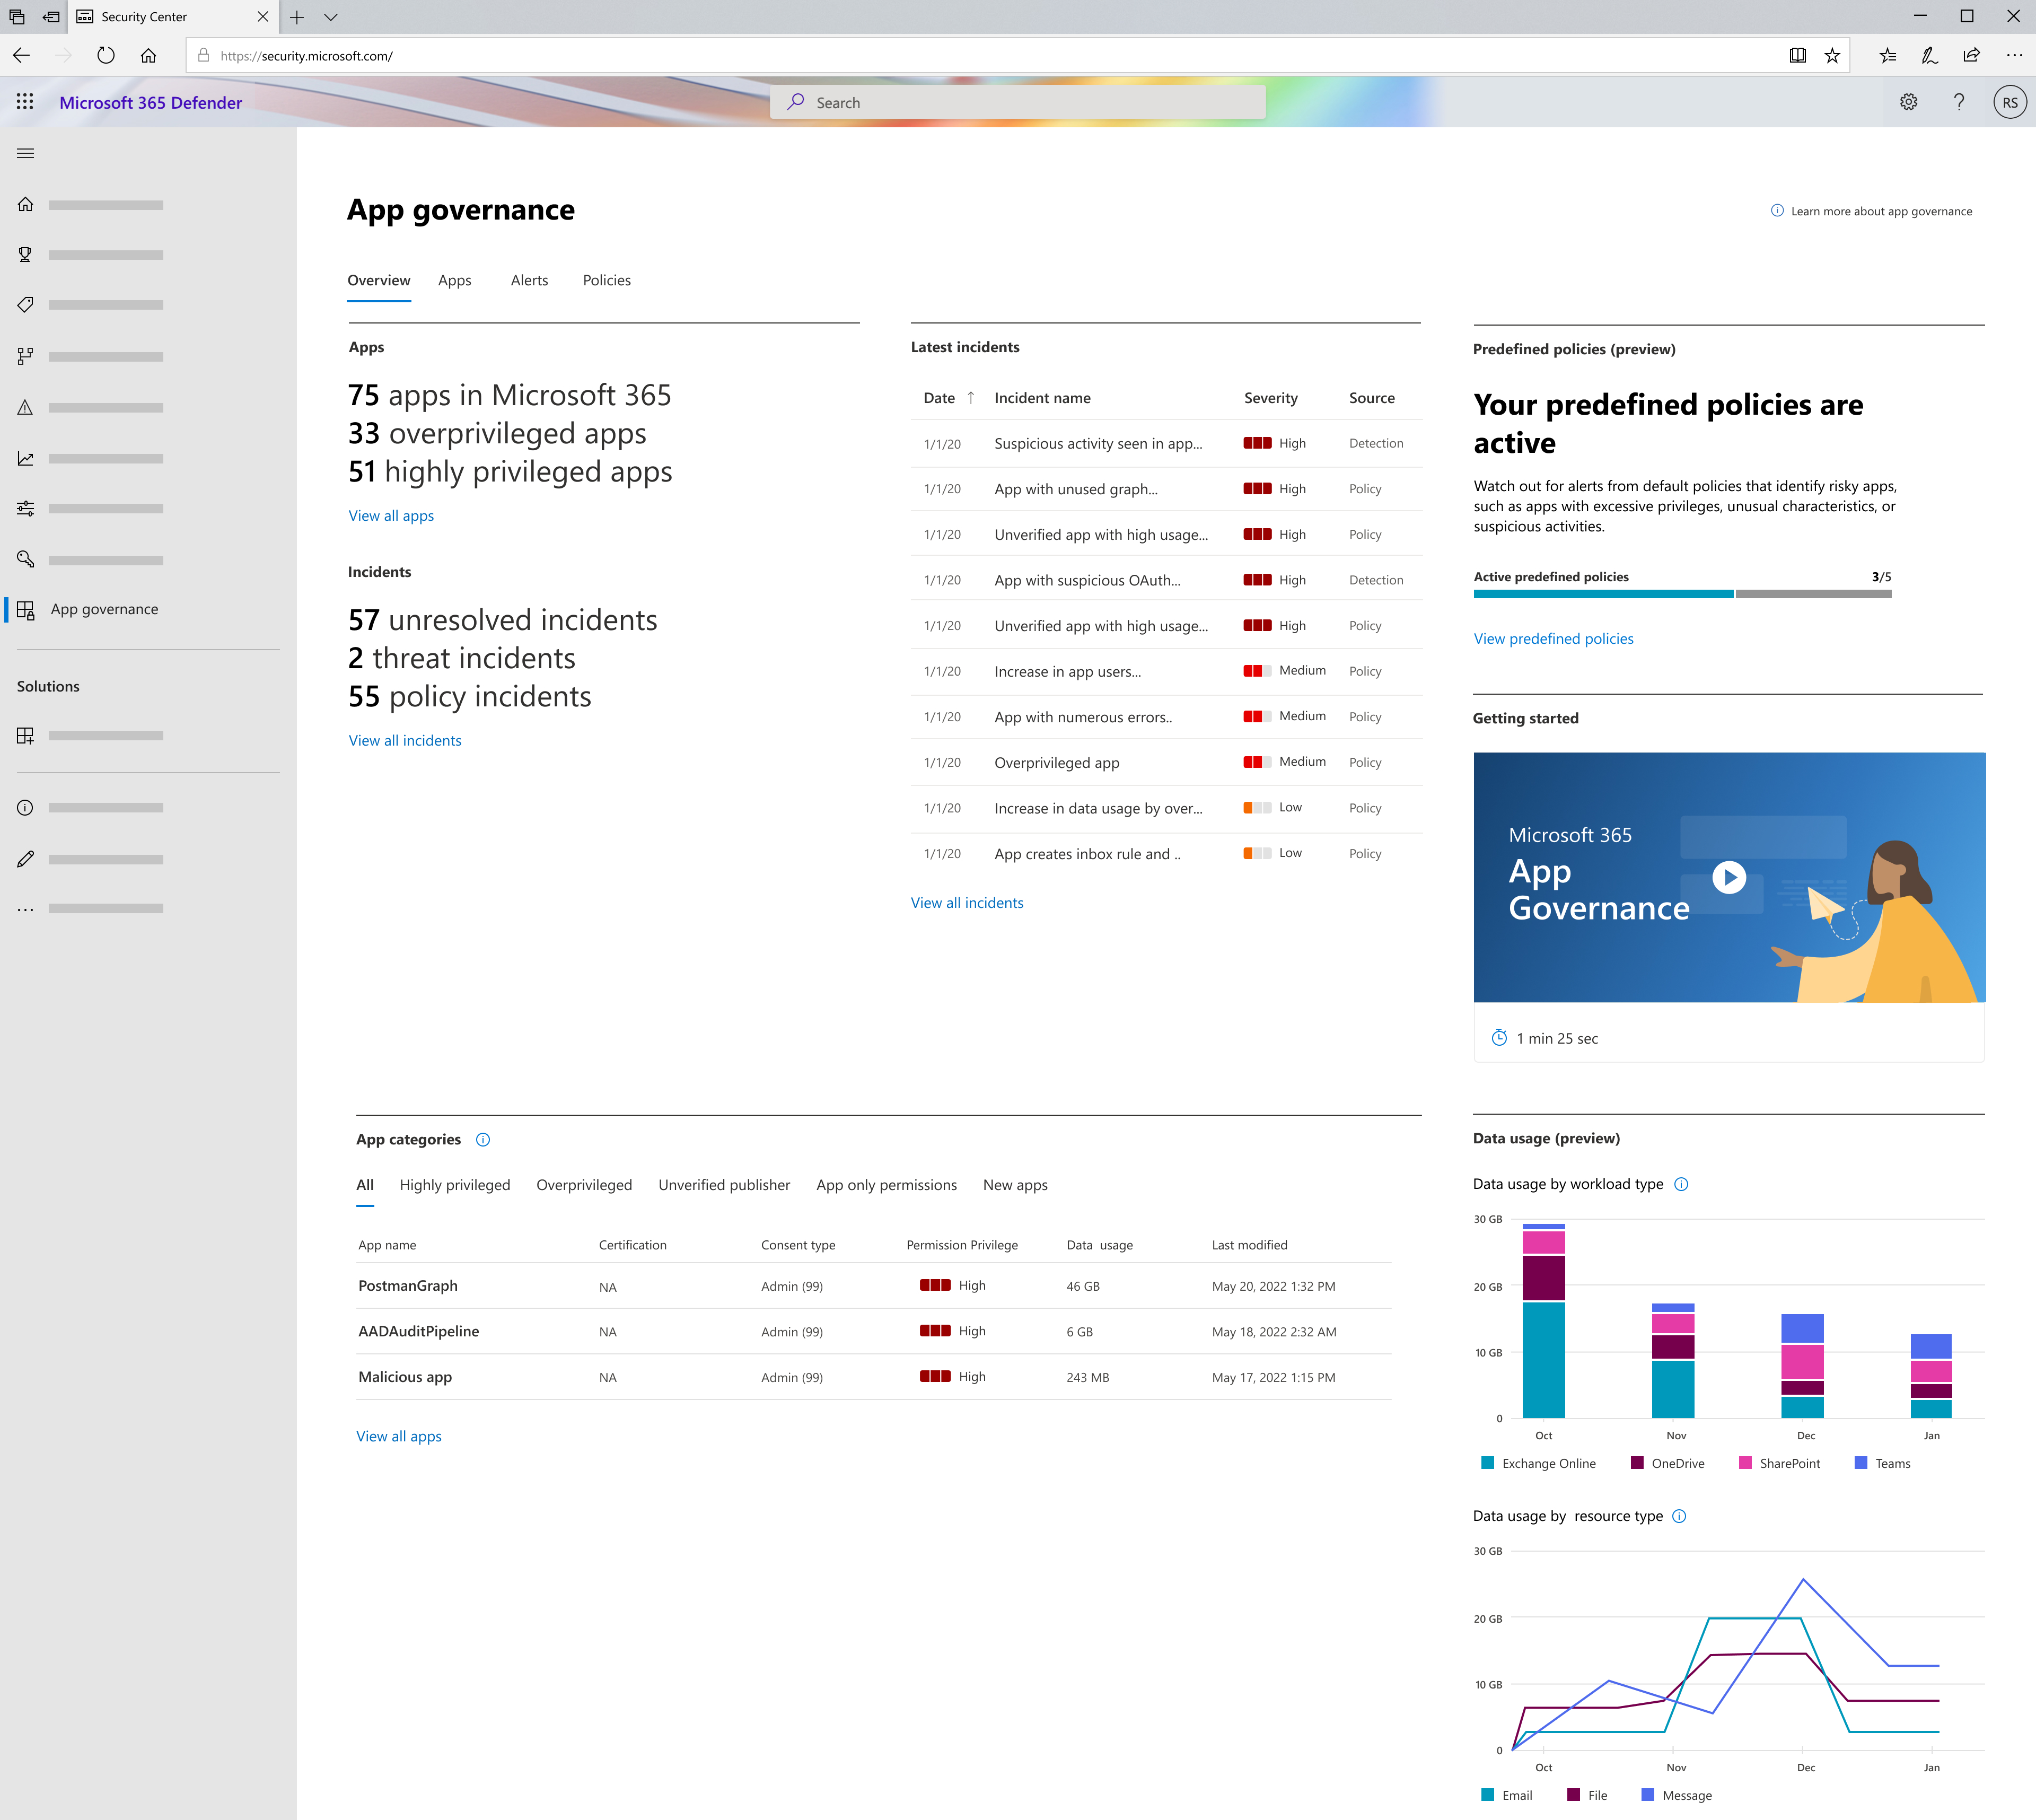 Security Center
https://security.microsoft.com/
Microsoft 365 Defender
Search
RS
App governance
Learn more about app governance
Overview
Apps
Alerts
Policies
Apps
75 apps in Microsoft 365
33 overprivileged apps
51 highly privileged apps
View all apps
Incidents
57 unresolved incidents
2 threat incidents
55 policy incidents
View all incidents
App governance
Solutions
Latest incidents
Date ↑ Incident name Severity Source
1/1/20 Suspicious activity seen in app... High Detection
1/1/20 App with unused graph... High Policy
1/1/20 Unverified app with high usage... High Policy
1/1/20 App with suspicious OAuth... High Detection
1/1/20 Unverified app with high usage... High Policy
1/1/20 Increase in app users... Medium Policy
1/1/20 App with numerous errors.. Medium Policy
1/1/20 Overprivileged app Medium Policy
1/1/20 Increase in data usage by over... Low Policy
1/1/20 App creates inbox rule and .. Low Policy
View all incidents
Predefined policies (preview)
Your predefined policies are
active
Watch out for alerts from default policies that identify risky apps,
such as apps with excessive privileges, unusual characteristics, or
suspicious activities.
Active predefined policies 3/5
View predefined policies
Getting started
Microsoft 365
App
Governance
1 min 25 sec
App categories
All Highly privileged Overprivileged Unverified publisher App only permissions New apps
App name Certification Consent type Permission Privilege Data usage Last modified
PostmanGraph NA Admin (99) High 46 GB May 20, 2022 1:32 PM
AADAuditPipeline NA Admin (99) High 6 GB May 18, 2022 2:32 AM
Malicious app NA Admin (99) High 243 MB May 17, 2022 1:15 PM
View all apps
Data usage (preview)
Data usage by workload type
30 GB
20 GB
10 GB
0
Oct Nov Dec Jan
Exchange Online OneDrive SharePoint Teams
Data usage by resource type
30 GB
20 GB
10 GB
0
Oct Nov Dec Jan
Email File Message